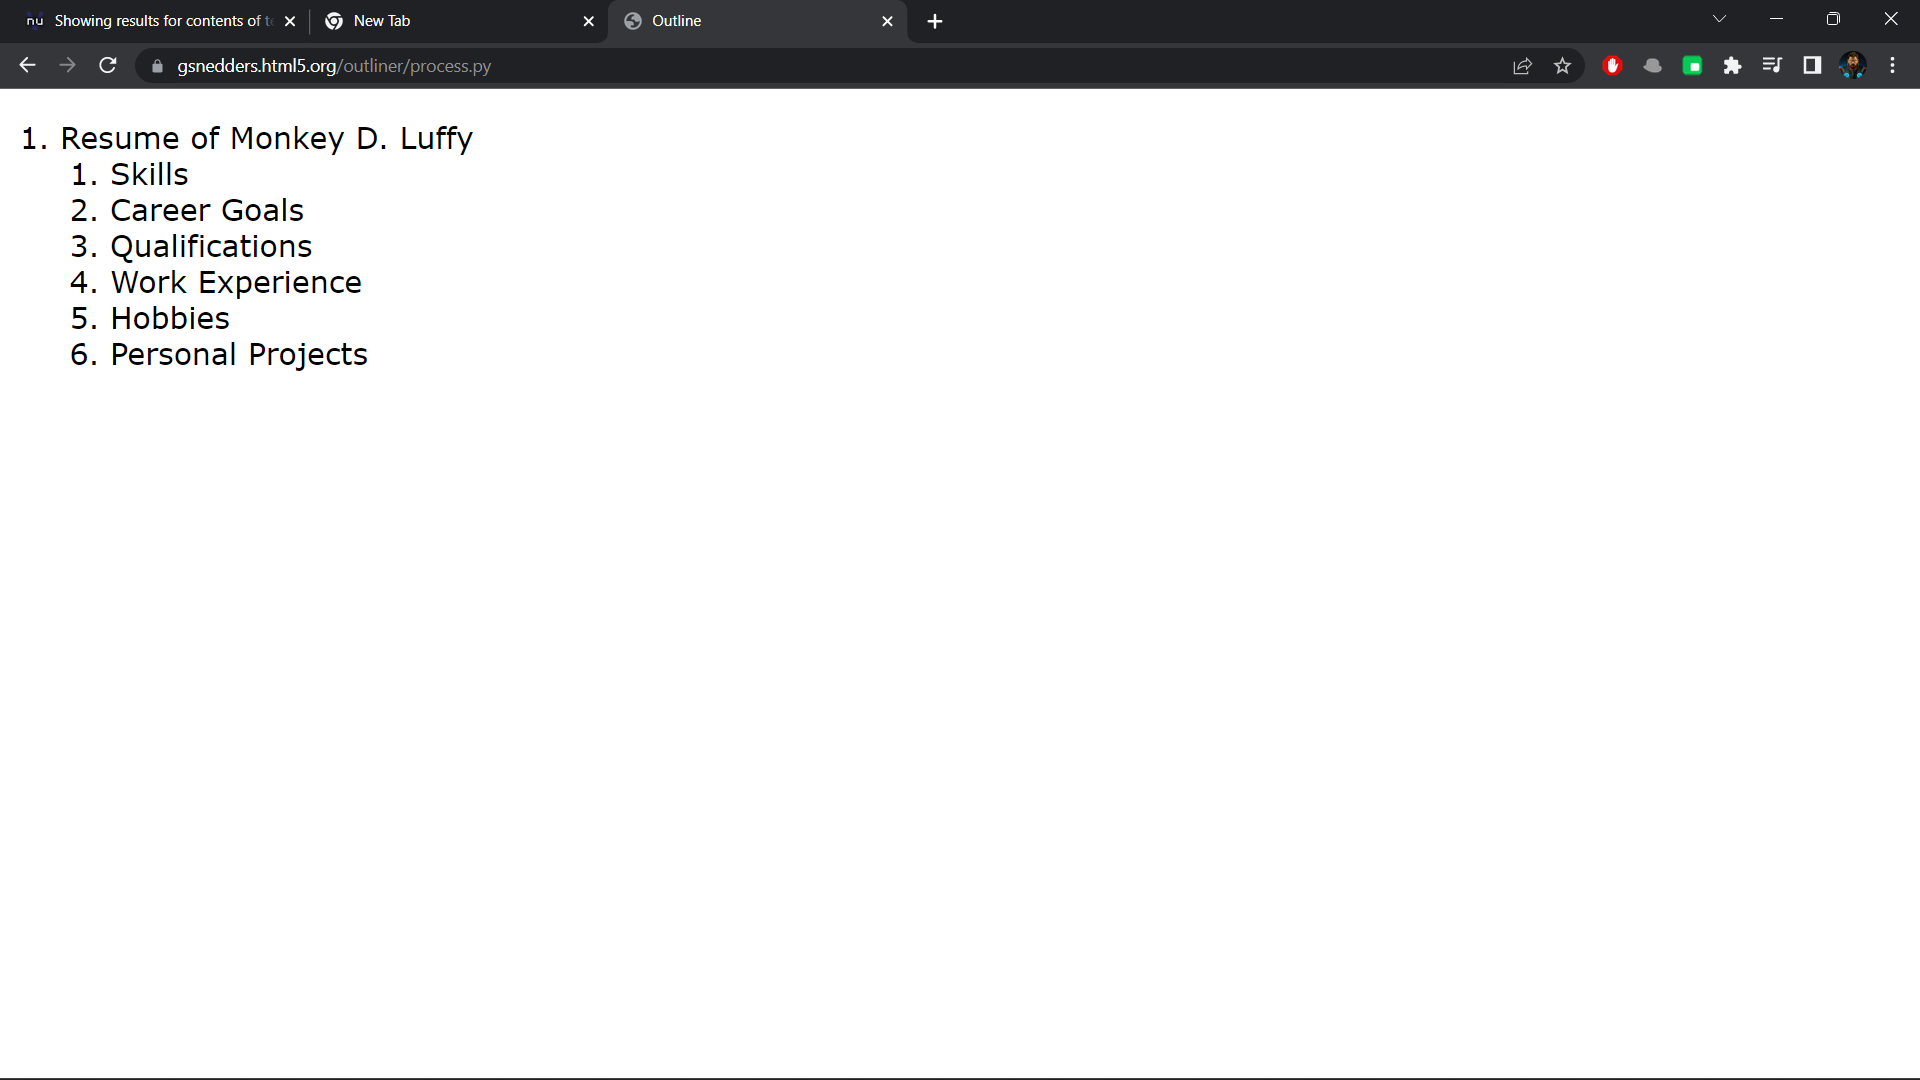 nu Showing results for contents of
New Tab
Outline
gsnedders.html5.org/outliner/process.py
1. Resume of Monkey D. Luffy
1. Skills
2. Career Goals
3. Qualifications
4. Work Experience
5. Hobbies
6. Personal Projects